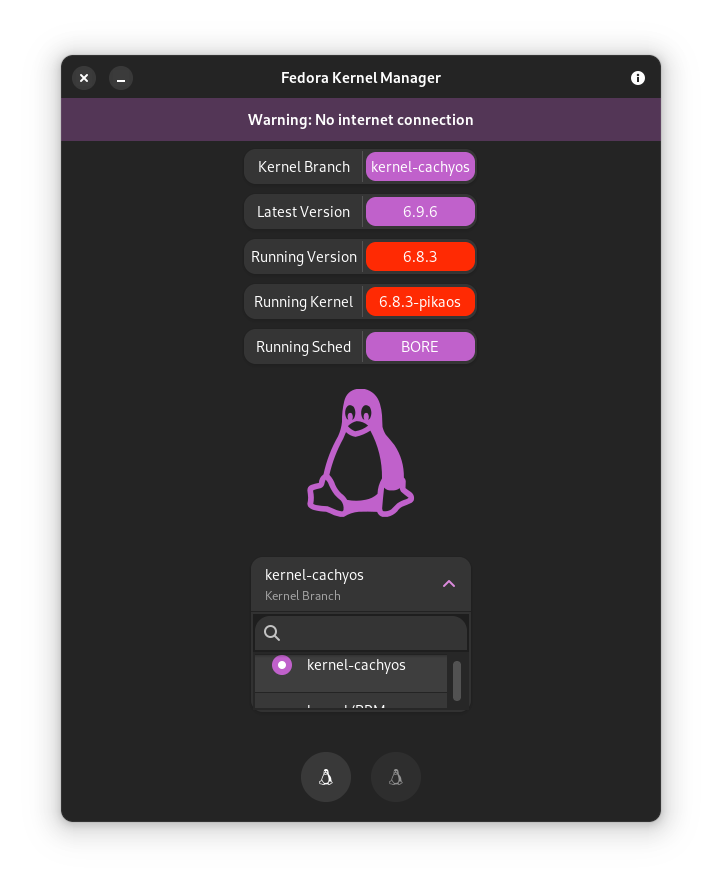 Fedora Kernel Manager
Warning: No internet connection
Kernel Branch kernel-cachyos
Latest Version 6.9.6
Running Version 6.8.3
Running Kernel 6.8.3-pikaos
Running Sched BORE
kernel-cachyos
Kernel Branch
kernel-cachyos